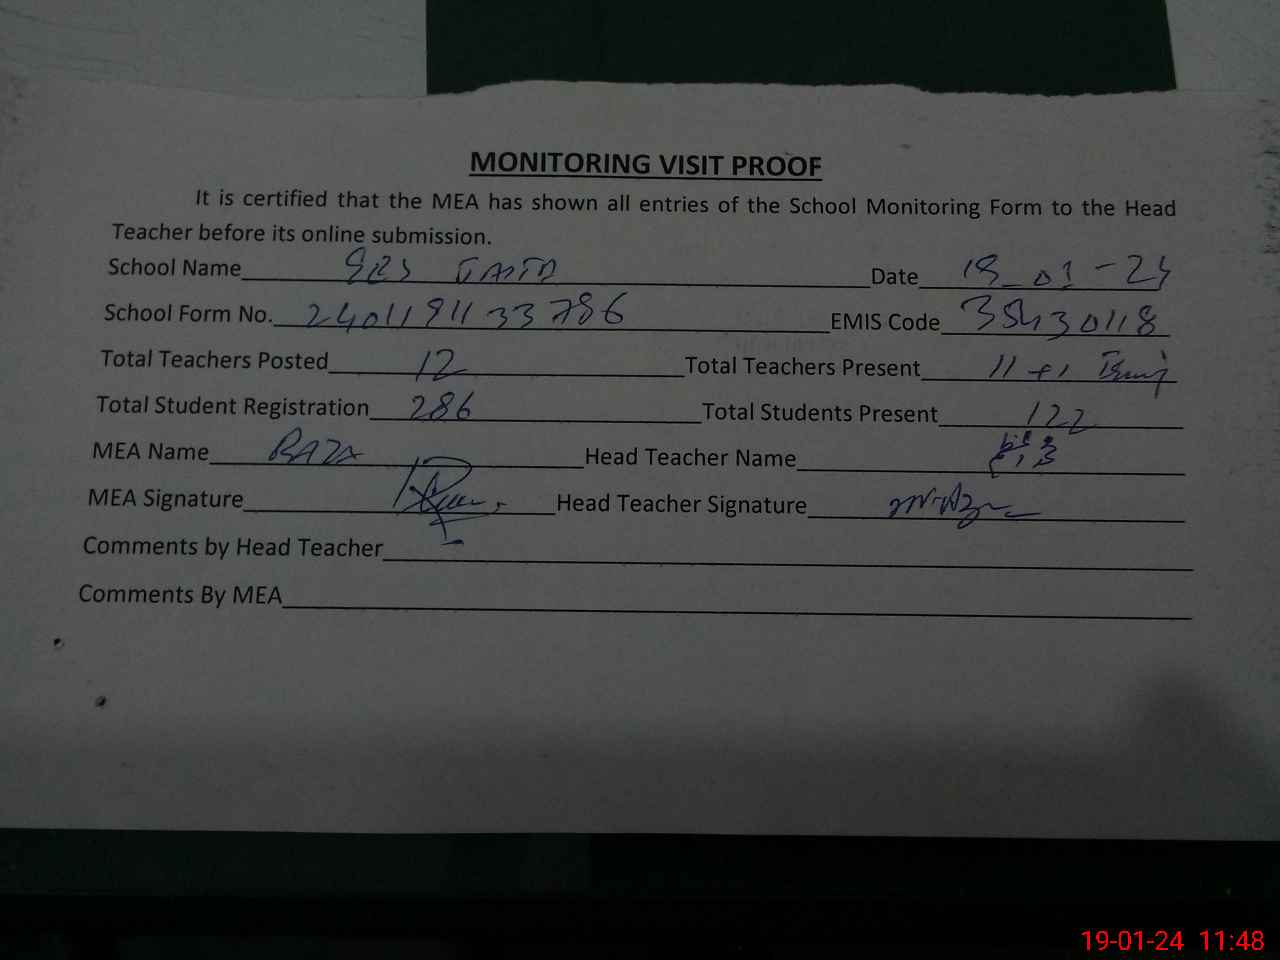 MONITORING VISIT PROOF
It is certified that the MEA has shown all entries of the School Monitoring Form to the Head
Teacher before its online submission.
School Name Date 19-01-24
School Form No. 2401191133786 EMIS Code 38430118
Total Teachers Posted 12 Total Teachers Present 11 +1
Total Student Registration 286 Total Students Present 122
MEA Name RAZA Head Teacher Name
MEA Signature Head Teacher Signature
Comments by Head Teacher
Comments By MEA
19-01-24 11:48